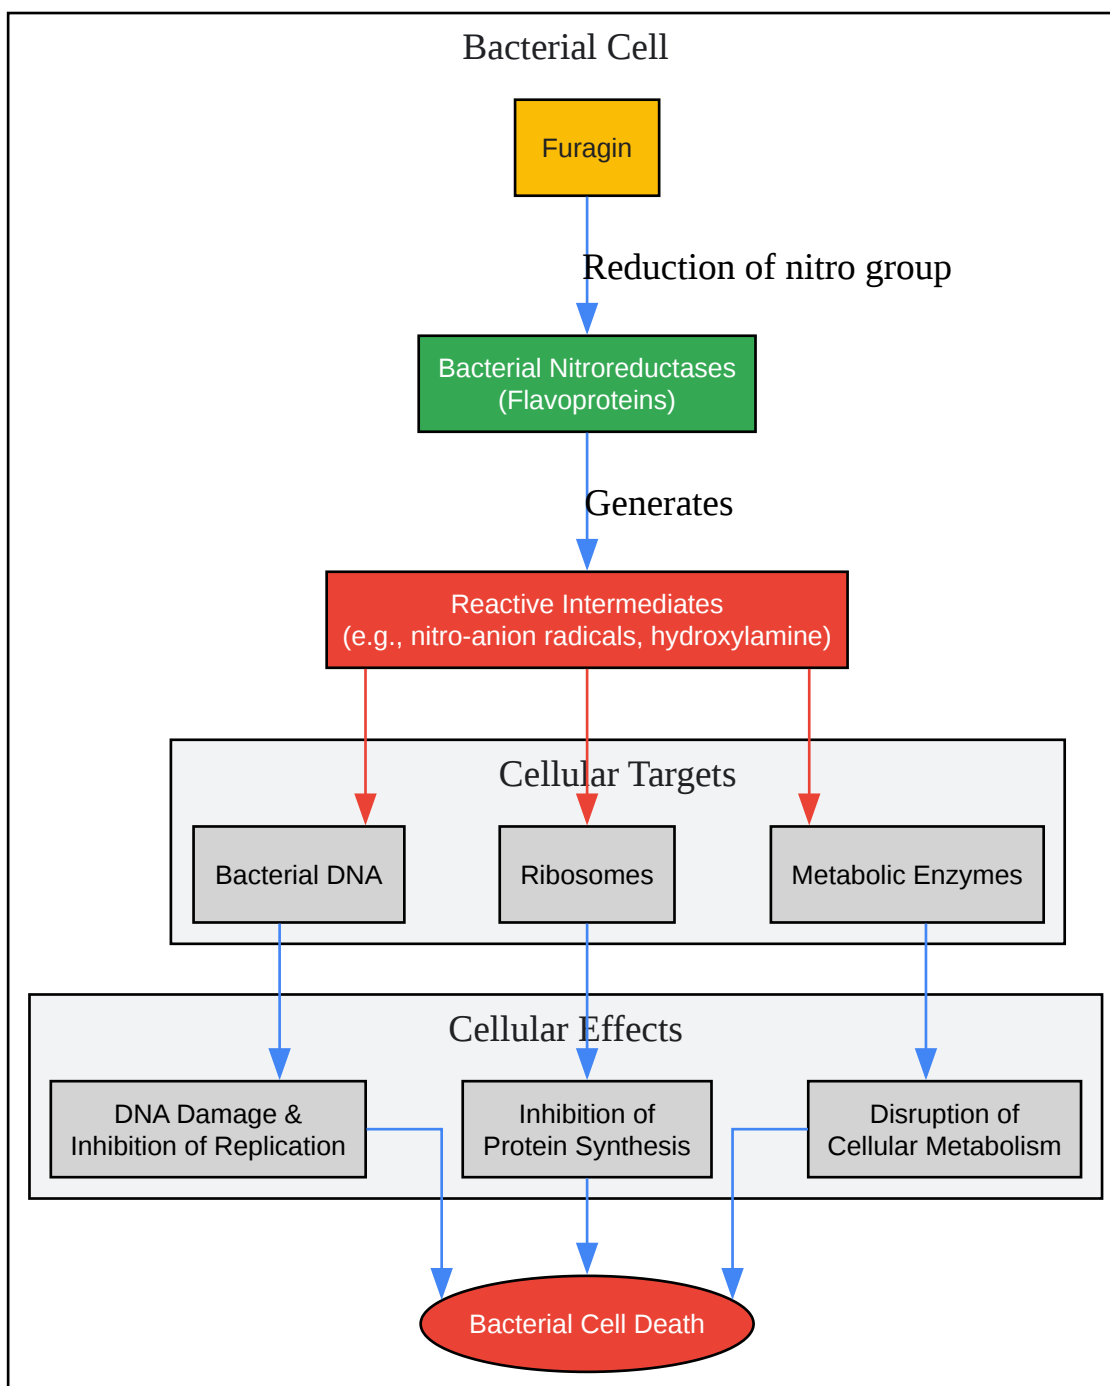 Bacterial Cell
Furagin
Reduction of nitro group
Bacterial Nitroreductases
(Flavoproteins)
Generates
Reactive Intermediates
(e.g., nitro-anion radicals, hydroxylamine)
Cellular Targets
Bacterial DNA
Ribosomes
Metabolic Enzymes
Cellular Effects
DNA Damage &
Inhibition of Replication
Inhibition of
Protein Synthesis
Disruption of
Cellular Metabolism
Bacterial Cell Death